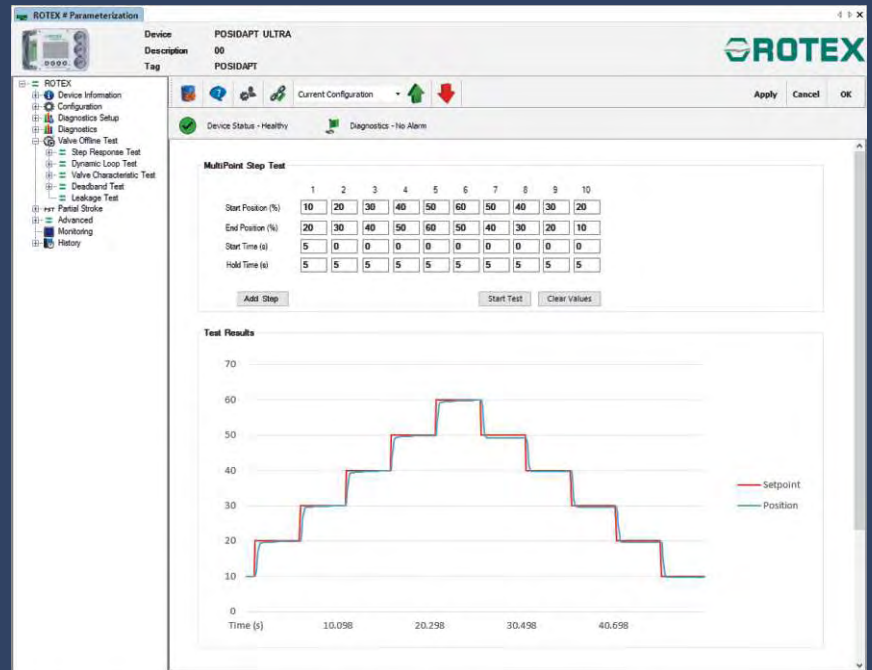 ROTEX # Parameterization
Device POSIDAPT ULTRA
Description 00
Tag POSIDAPT
ROTEX
ROTEX
Device Information
Configuration
Diagnostics Setup
Diagnostics
Valve Offline Test
Step Response Test
Dynamic Loop Test
Valve Characteristic Test
Deadband Test
Leakage Test
PST Partial Stroke
Advanced
Monitoring
History
Current Configuration
Apply Cancel OK
Device Status - Healthy Diagnostics - No Alarm
MultiPoint Step Test
1 2 3 4 5 6 7 8 9 10
Start Position (%) 10 20 30 40 50 60 50 40 30 20
End Position (%) 20 30 40 50 60 50 40 30 20 10
Start Time (s) 5 0 0 0 0 0 0 0 0 0
Hold Time (s) 5 5 5 5 5 5 5 5 5 5
Add Step Start Test Clear Values
Test Results
70
60
50
40
30
20
10
0
Setpoint
Position
Time (s) 10.098 20.298 30.498 40.698